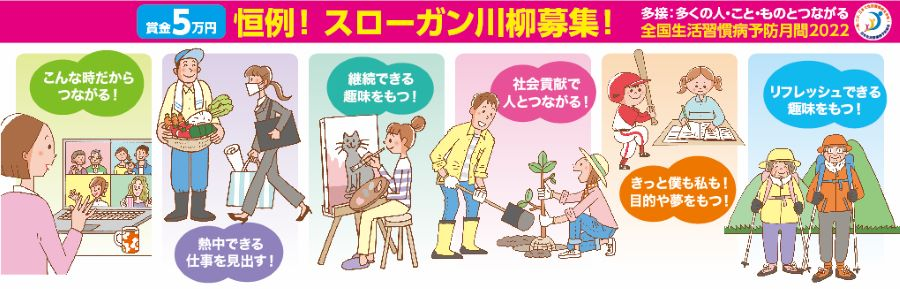 賞金5万円
恒例！スローガン川柳募集！
多接：多くの人・こと・ものとつながる
全国生活習慣病予防月間2022
こんな時だから
つながる！
熱中できる
仕事を見出す！
継続できる
趣味をもつ！
社会貢献で
人とつながる！
きっと僕も私も！
目的や夢をもつ！
リフレッシュできる
趣味をもつ！